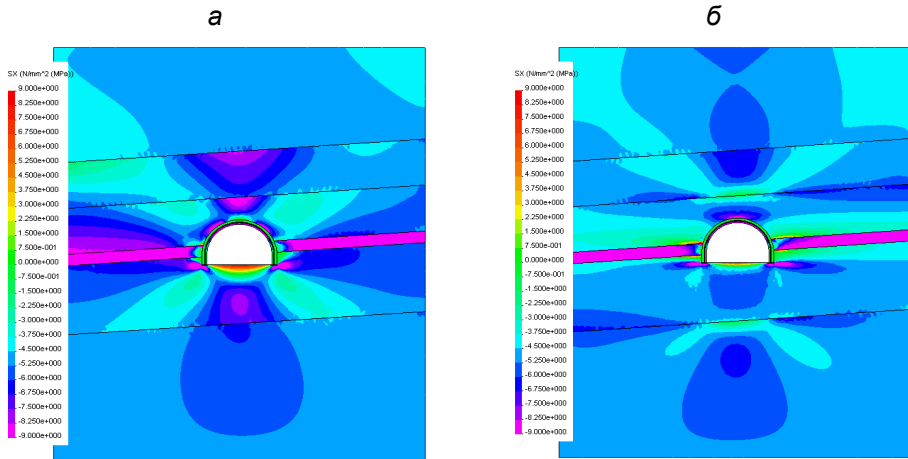 а
б
SX (N/mm^2 (MPa))
9.000e+000
8.250e+000
7.500e+000
6.750e+000
6.000e+000
5.250e+000
4.500e+000
3.750e+000
3.000e+000
2.250e+000
1.500e+000
7.500e-001
0.000e+000
-7.500e-001
-1.500e+000
-2.250e+000
-3.000e+000
-3.750e+000
-4.500e+000
-5.250e+000
-6.000e+000
-6.750e+000
-7.500e+000
-8.250e+000
-9.000e+000
SX (N/mm^2 (MPa))
9.000e+000
8.250e+000
7.500e+000
6.750e+000
6.000e+000
5.250e+000
4.500e+000
3.750e+000
3.000e+000
2.250e+000
1.500e+000
7.500e-001
0.000e+000
-7.500e-001
-1.500e+000
-2.250e+000
-3.000e+000
-3.750e+000
-4.500e+000
-5.250e+000
-6.000e+000
-6.750e+000
-7.500e+000
-8.250e+000
-9.000e+000